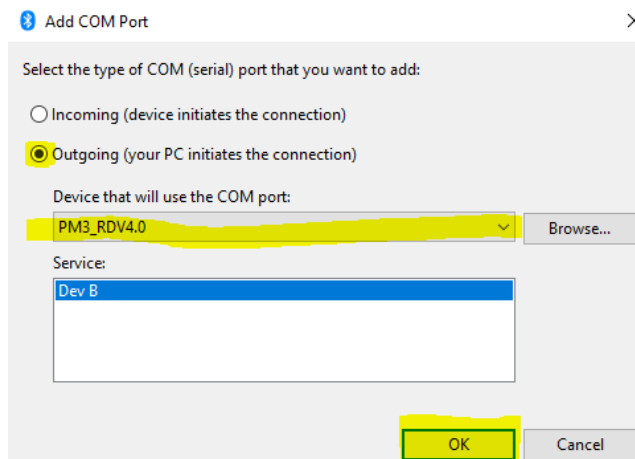 Add COM Port
Select the type of COM (serial) port that you want to add:
Incoming (device initiates the connection)
Outgoing (your PC initiates the connection)
Device that will use the COM port:
PM3_RDV4.0
Browse...
Service:
Dev B
OK
Cancel